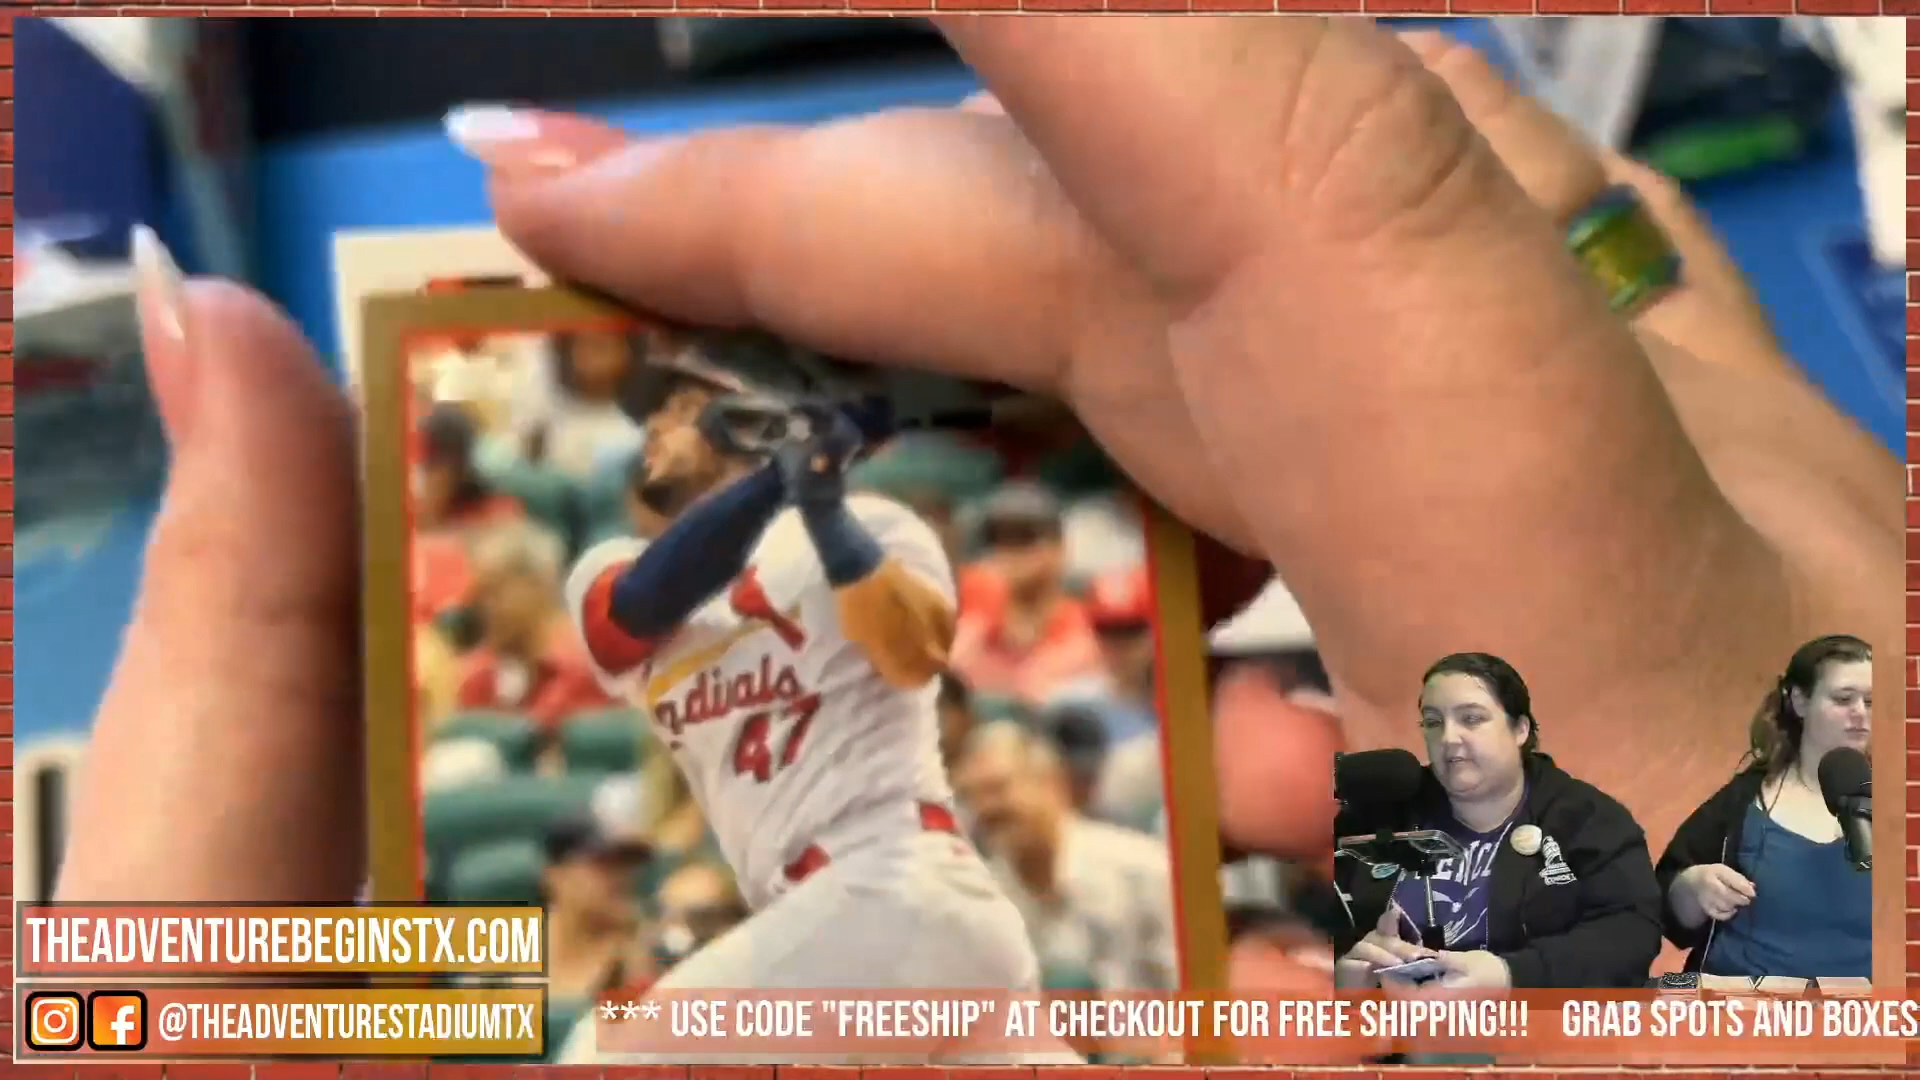 rdinals
47
THEADVENTUREBEGINSTX.COM
@THEADVENTURESTADIUMTX
*** USE CODE "FREESHIP" AT CHECKOUT FOR FREE SHIPPING!!! GRAB SPOTS AND BOXES